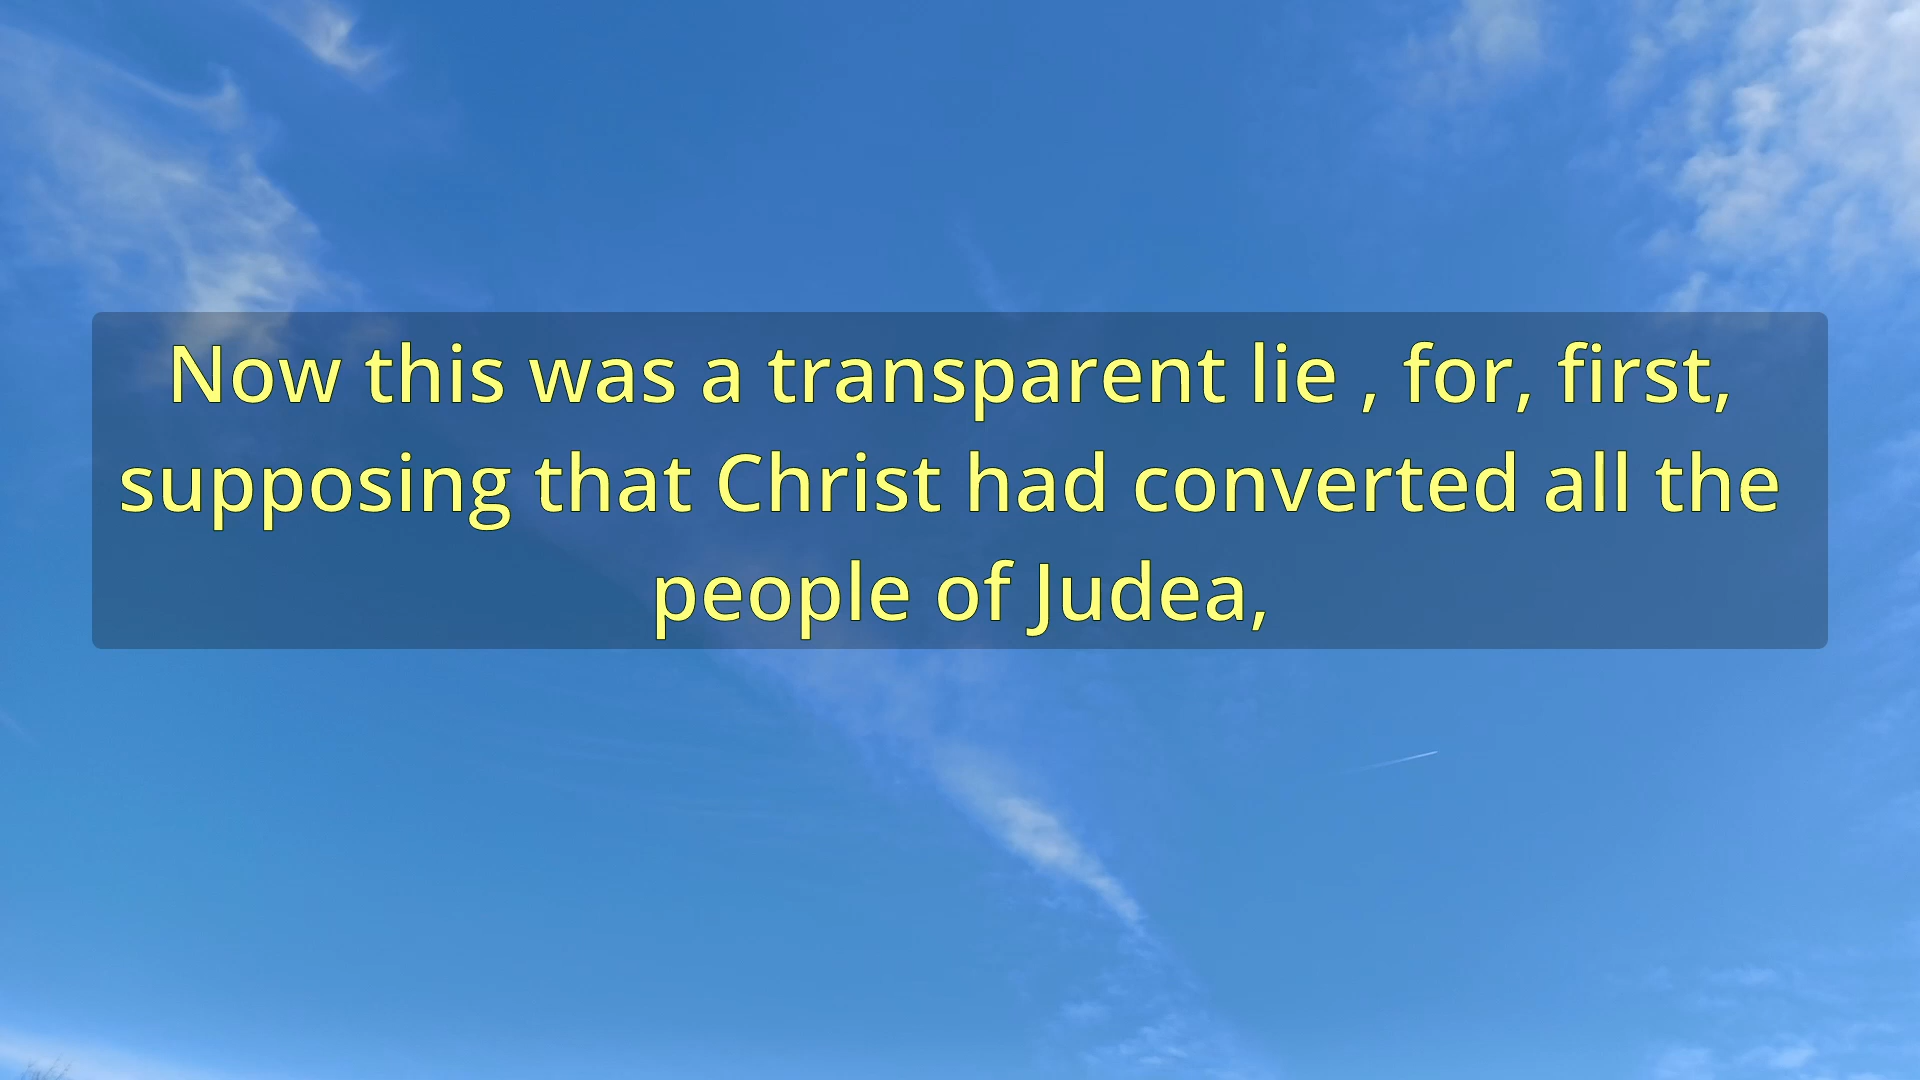 Now this was a transparent lie , for, first,
supposing that Christ had converted all the
people of Judea,